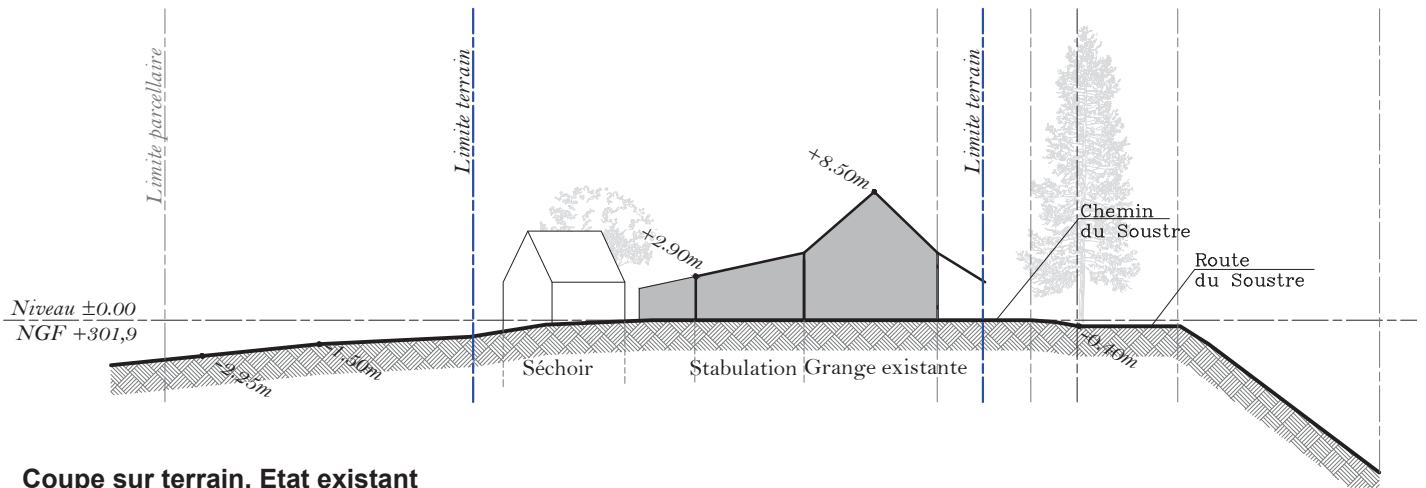 Limite parcellaire
Limite terrain
Limite terrain
+8.50m
+2.90m
Chemin
du Soustre
Route
du Soustre
Niveau ±0.00
NGF +301,9
-2.25m
-1.50m
-0.40m
Séchoir
Stabulation
Grange existante
Coupe sur terrain. Etat existant